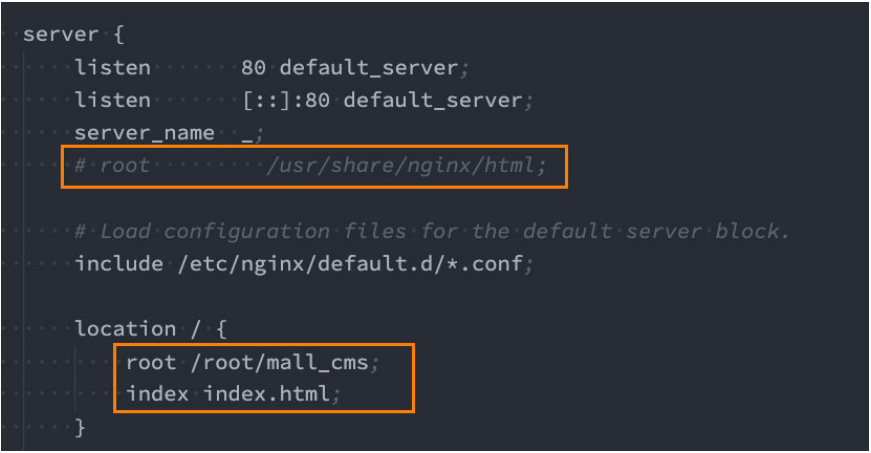 server {
listen 80 default_server;
listen [::]:80 default_server;
server_name _;
# root /usr/share/nginx/html;
# Load configuration files for the default server block.
include /etc/nginx/default.d/*.conf;
location / {
root /root/mall_cms;
index index.html;
}